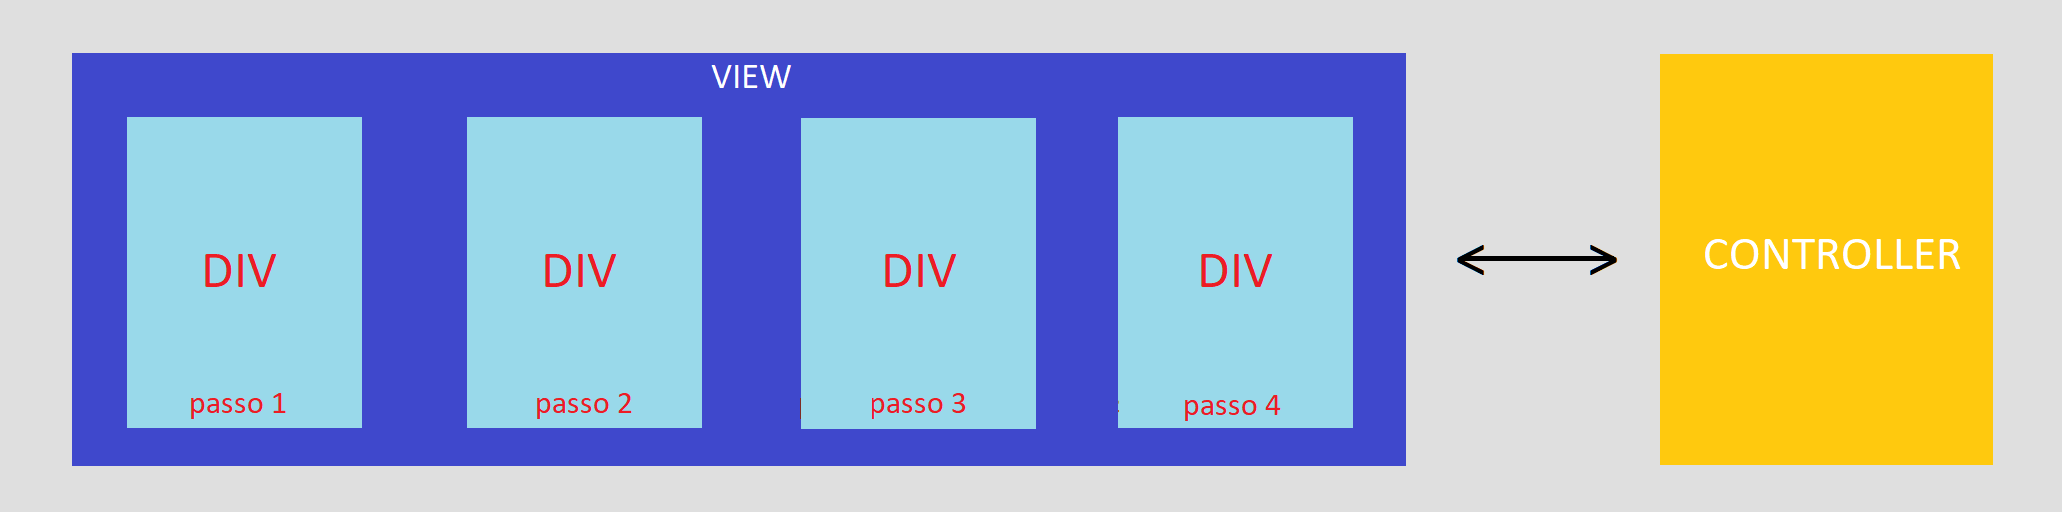 VIEW
DIV
passo 1
DIV
passo 2
DIV
passo 3
DIV
passo 4
CONTROLLER